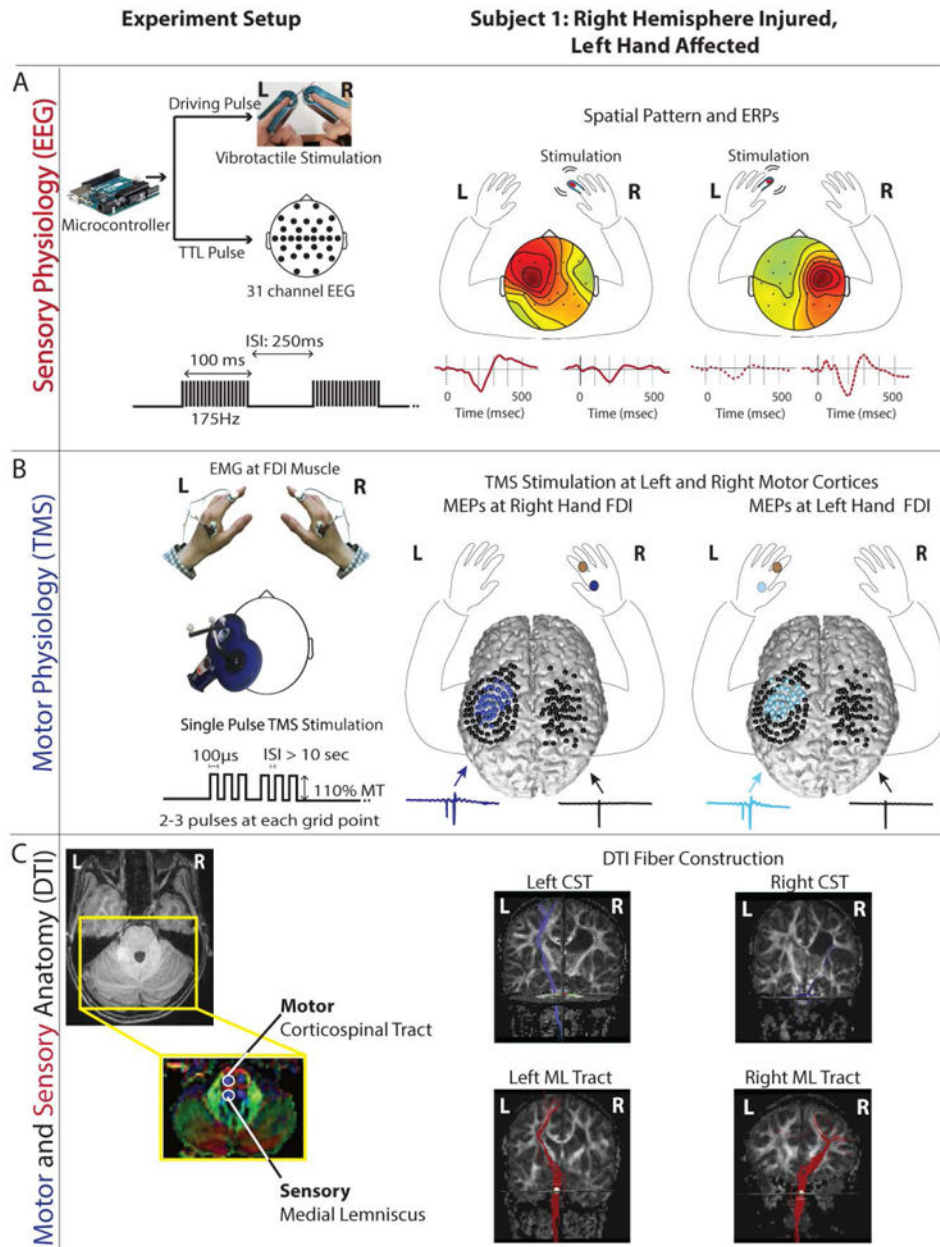 Experiment Setup
Subject 1: Right Hemisphere Injured,
Left Hand Affected
A
Sensory Physiology (EEG)
Driving Pulse
L
R
Vibrotactile Stimulation
Microcontroller
TTL Pulse
31 channel EEG
ISI: 250ms
100 ms
175Hz
Spatial Pattern and ERPs
Stimulation
L
Stimulation
R
0
500
Time (msec)
0
500
Time (msec)
0
500
Time (msec)
0
500
Time (msec)
B
Motor Physiology (TMS)
EMG at FDI Muscle
L
R
Single Pulse TMS Stimulation
100µs
ISI > 10 sec
110% MT
2-3 pulses at each grid point
TMS Stimulation at Left and Right Motor Cortices
MEPs at Right Hand FDI
MEPs at Left Hand FDI
L
R
L
R
C
Motor and Sensory Anatomy (DTI)
L
R
Motor
Corticospinal Tract
Sensory
Medial Lemniscus
DTI Fiber Construction
Left CST
Right CST
L
R
L
R
Left ML Tract
Right ML Tract
L
R
L
R